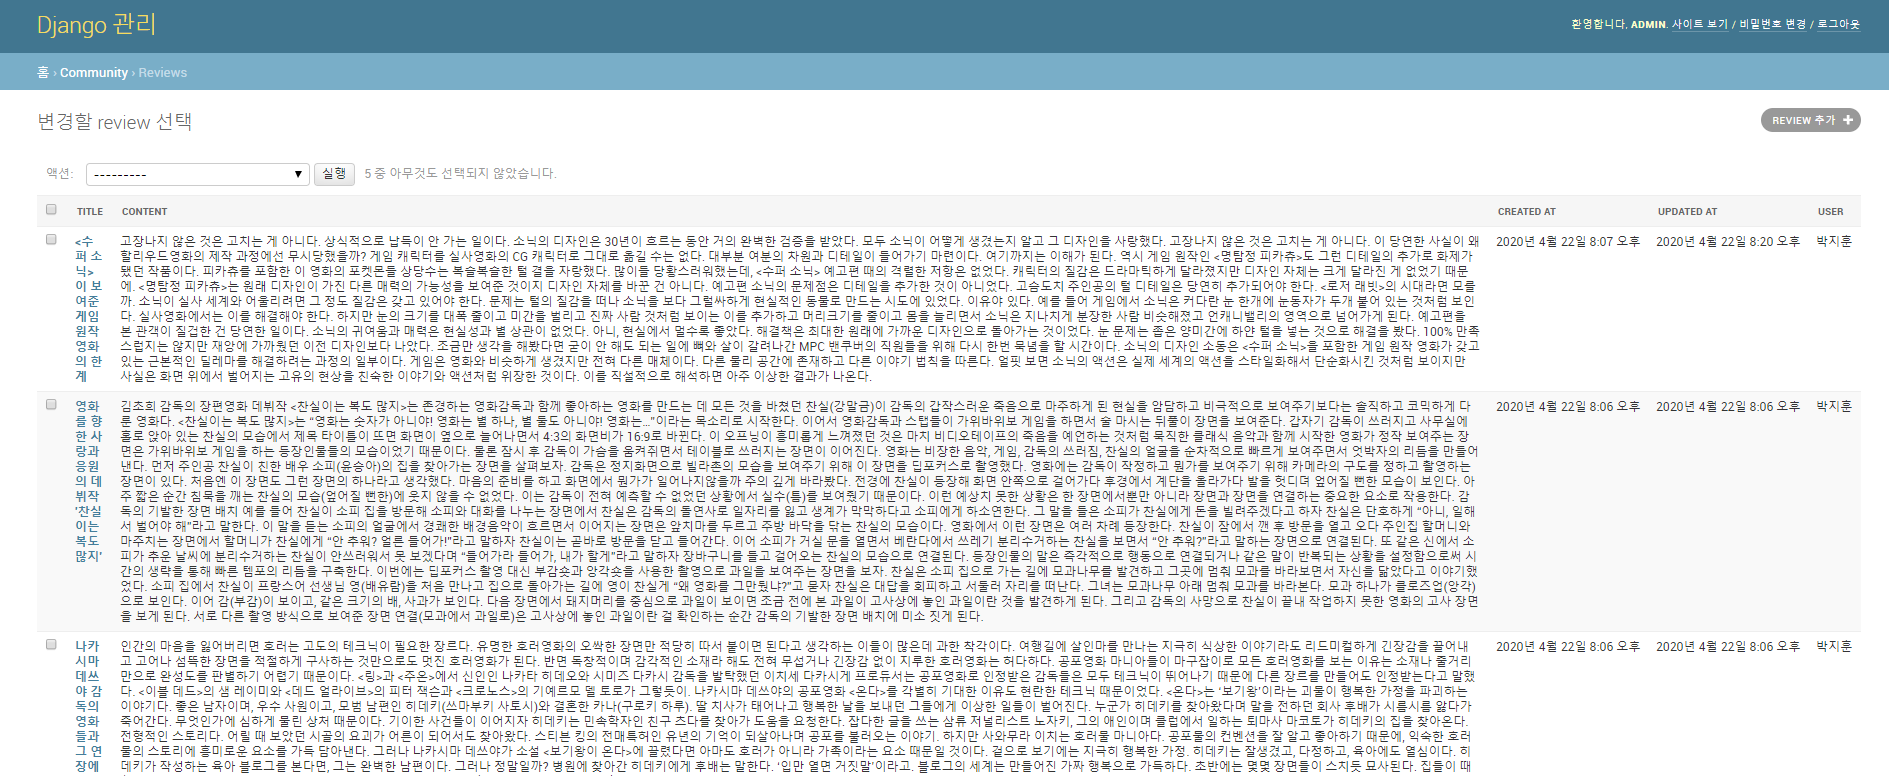 Django 관리
환영합니다, ADMIN. 사이트 보기 / 비밀번호 변경 / 로그아웃
홈 › Community › Reviews
변경할 review 선택
REVIEW 추가 +
액션: --------- 실행 5 중 아무것도 선택되지 않았습니다.
TITLE CONTENT CREATED AT UPDATED AT USER
<수
퍼 소
닉>
이 보
여준
게임
원작
영화
의 한
계
고장나지 않은 것은 고치는 게 아니다. 상식적으로 납득이 안 가는 일이다. 소닉의 디자인은 30년이 흐르는 동안 거의 완벽한 검증을 받았다. 모두 소닉이 어떻게 생겼는지 알고 그 디자인을 사랑했다. 고장나지 않은 것은 고치는 게 아니다. 이 당연한 사실이 왜
할리우드영화의 제작 과정에선 무시당했을까? 게임 캐릭터를 실사영화의 CG 캐릭터로 그대로 옮길 수는 없다. 대부분 여분의 차원과 디테일이 들어가기 마련이다. 여기까지는 이해가 된다. 역시 게임 원작인 <명탐정 피카츄>도 그런 디테일의 추가로 화제가
됐던 작품이다. 피카츄를 포함한 이 영화의 포켓몬들 상당수는 복슬복슬한 털 결을 자랑했다. 많이들 당황스러워했는데, <수퍼 소닉> 예고편 때의 격렬한 저항은 없었다. 캐릭터의 질감은 드라마틱하게 달라졌지만 디자인 자체는 크게 달라진 게 없었기 때문
에. <명탐정 피카츄>는 원래 디자인이 가진 다른 매력의 가능성을 보여준 것이지 디자인 자체를 바꾼 건 아니다. 예고편 소닉의 문제점은 디테일을 추가한 것이 아니었다. 고슴도치 주인공의 털 디테일은 당연히 추가되어야 한다. <로저 래빗>의 시대라면 모를
까. 소닉이 실사 세계와 어울리려면 그 정도 질감은 갖고 있어야 한다. 문제는 털의 질감을 떠나 소닉을 보다 그럴싸하게 현실적인 동물로 만드는 시도에 있었다. 이유야 있다. 예를 들어 게임에서 소닉은 커다란 눈 한개에 눈동자가 두개 붙어 있는 것처럼 보인
다. 실사영화에서는 이를 해결해야 한다. 하지만 눈의 크기를 대폭 줄이고 미간을 벌리고 진짜 사람 것처럼 보이는 이를 추가하고 머리크기를 줄이고 몸을 늘리면서 소닉은 지나치게 분장한 사람 비슷해졌고 언캐니밸리의 영역으로 넘어가게 된다. 예고편을
본 관객이 질겁한 건 당연한 일이다. 소닉의 귀여움과 매력은 현실성과 별 상관이 없었다. 아니, 현실에서 멀수록 좋았다. 해결책은 최대한 원래에 가까운 디자인으로 돌아가는 것이었다. 눈 문제는 좁은 양미간에 하얀 털을 넣는 것으로 해결을 봤다. 100% 만족
스럽지는 않지만 재앙에 가까웠던 이전 디자인보다 나았다. 조금만 생각을 해봤다면 굳이 안 해도 되는 일에 뼈와 살이 갈려나간 MPC 밴쿠버의 직원들을 위해 다시 한번 묵념을 할 시간이다. 소닉의 디자인 소동은 <수퍼 소닉>을 포함한 게임 원작 영화가 갖고
있는 근본적인 딜레마를 해결하려는 과정의 일부이다. 게임은 영화와 비슷하게 생겼지만 전혀 다른 매체이다. 다른 물리 공간에 존재하고 다른 이야기 법칙을 따른다. 얼핏 보면 소닉의 액션은 실제 세계의 액션을 스타일화해서 단순화시킨 것처럼 보이지만
사실은 화면 위에서 벌어지는 고유의 현상을 친숙한 이야기와 액션처럼 위장한 것이다. 이를 직설적으로 해석하면 아주 이상한 결과가 나온다.
2020년 4월 22일 8:07 오후 2020년 4월 22일 8:20 오후 박지훈
영화
를 향
한 사
랑과
응원
의 데
뷔작
'찬실
이는
복도
많지'
김초희 감독의 장편영화 데뷔작 <찬실이는 복도 많지>는 존경하는 영화감독과 함께 좋아하는 영화를 만드는 데 모든 것을 바쳤던 찬실(강말금)이 감독의 갑작스러운 죽음으로 마주하게 된 현실을 암담하고 비극적으로 보여주기보다는 솔직하고 코믹하게 다
룬 영화다. <찬실이는 복도 많지>는 “영화는 숫자가 아니야! 영화는 별 하나, 별 둘도 아니야! 영화는...”이라는 목소리로 시작한다. 이어서 영화감독과 스탭들이 가위바위보 게임을 하면서 술 마시는 뒤풀이 장면을 보여준다. 갑자기 감독이 쓰러지고 사무실에
홀로 앉아 있는 찬실의 모습에서 제목 타이틀이 뜨면 화면이 옆으로 늘어나면서 4:3의 화면비가 16:9로 바뀐다. 이 오프닝이 흥미롭게 느껴졌던 것은 마치 비디오테이프의 죽음을 예언하는 것처럼 묵직한 클래식 음악과 함께 시작한 영화가 정작 보여주는 장
면은 가위바위보 게임을 하는 등장인물들의 모습이었기 때문이다. 물론 잠시 후 감독이 가슴을 움켜쥐면서 테이블로 쓰러지는 장면이 이어진다. 영화는 비장한 음악, 게임, 감독의 쓰러짐, 찬실의 얼굴을 순차적으로 빠르게 보여주면서 엇박자의 리듬을 만들어
낸다. 먼저 주인공 찬실이 친한 배우 소피(윤승아)의 집을 찾아가는 장면을 살펴보자. 감독은 정지화면으로 빌라촌의 모습을 보여주기 위해 이 장면을 딥포커스로 촬영했다. 영화에는 감독이 작정하고 뭔가를 보여주기 위해 카메라의 구도를 정하고 촬영하는
장면이 있다. 처음엔 이 장면도 그런 장면의 하나라고 생각했다. 마음의 준비를 하고 화면에서 뭔가가 일어나지않을까 주의 깊게 바라봤다. 전경에 찬실이 등장해 화면 안쪽으로 걸어가다 후경에서 계단을 올라가다 발을 헛디뎌 엎어질 뻔한 모습이 보인다. 아
주 짧은 순간 침묵을 깨는 찬실의 모습(엎어질 뻔한)에 웃지 않을 수 없었다. 이는 감독이 전혀 예측할 수 없었던 상황에서 실수(틈)를 보여줬기 때문이다. 이런 예상치 못한 상황은 한 장면에서뿐만 아니라 장면과 장면을 연결하는 중요한 요소로 작용한다. 감
독의 기발한 장면 배치 예를 들어 찬실이 소피 집을 방문해 소피와 대화를 나누는 장면에서 찬실은 감독의 돌연사로 일자리를 잃고 생계가 막막하다고 소피에게 하소연한다. 그 말을 들은 소피가 찬실에게 돈을 빌려주겠다고 하자 찬실은 단호하게 “아니, 일해
서 벌어야 해”라고 말한다. 이 말을 듣는 소피의 얼굴에서 경쾌한 배경음악이 흐르면서 이어지는 장면은 앞치마를 두르고 주방 바닥을 닦는 찬실의 모습이다. 영화에서 이런 장면은 여러 차례 등장한다. 찬실이 잠에서 깬 후 방문을 열고 오다 주인집 할머니와
마주치는 장면에서 할머니가 찬실에게 “안 추워? 얼른 들어가!”라고 말하자 찬실이는 곧바로 방문을 닫고 들어간다. 이어 소피가 거실 문을 열면서 베란다에서 쓰레기 분리수거하는 찬실을 보면서 “안 추워?”라고 말하는 장면으로 연결된다. 또 같은 신에서 소
피가 추운 날씨에 분리수거하는 찬실이 안쓰러워서 못 보겠다며 “들어가라 들어가, 내가 할게”라고 말하자 장바구니를 들고 걸어오는 찬실의 모습으로 연결된다. 등장인물의 말은 즉각적으로 행동으로 연결되거나 같은 말이 반복되는 상황을 설정함으로써 시
간의 생략을 통해 빠른 템포의 리듬을 구축한다. 이번에는 딥포커스 촬영 대신 부감숏과 앙각숏을 사용한 촬영으로 과일을 보여주는 장면을 보자. 찬실은 소피 집으로 가는 길에 모과나무를 발견하고 그곳에 멈춰 모과를 바라보면서 자신을 닮았다고 이야기했
었다. 소피 집에서 찬실이 프랑스어 선생님 영(배유람)을 처음 만나고 집으로 돌아가는 길에 영이 찬실게 “왜 영화를 그만뒀냐?”고 묻자 찬실은 대답을 회피하고 서둘러 자리를 떠난다. 그녀는 모과나무 아래 멈춰 모과를 바라본다. 모과 하나가 클로즈업(앙각)
으로 보인다. 이어 감(부감)이 보이고, 같은 크기의 배, 사과가 보인다. 다음 장면에서 돼지머리를 중심으로 과일이 보이면 조금 전에 본 과일이 고사상에 놓인 과일이란 것을 발견하게 된다. 그리고 감독의 사망으로 찬실이 끝내 작업하지 못한 영화의 고사 장면
을 보게 된다. 서로 다른 촬영 방식으로 보여준 장면 연결(모과에서 과일로)은 고사상에 놓인 과일이란 걸 확인하는 순간 감독의 기발한 장면 배치에 미소 짓게 된다.
2020년 4월 22일 8:06 오후 2020년 4월 22일 8:06 오후 박지훈
나카
시마
데쓰
야 감
독의
영화
들과
그 연
장에
인간의 마음을 잃어버리면 호러는 고도의 테크닉이 필요한 장르다. 유명한 호러영화의 오싹한 장면만 적당히 따서 붙이면 된다고 생각하는 이들이 많은데 과한 착각이다. 여행길에 살인마를 만나는 지극히 식상한 이야기라도 리드미컬하게 긴장감을 끌어내
고 고어나 섬뜩한 장면을 적절하게 구사하는 것만으로도 멋진 호러영화가 된다. 반면 독창적이며 감각적인 소재라 해도 전혀 무섭거나 긴장감 없이 지루한 호러영화는 허다하다. 공포영화 마니아들이 마구잡이로 모든 호러영화를 보는 이유는 소재나 줄거리
만으로 완성도를 판별하기 어렵기 때문이다. <링>과 <주온>에서 신인인 나카타 히데오와 시미즈 다카시 감독을 발탁했던 이치세 다카시게 프로듀서는 공포영화로 인정받은 감독들은 모두 테크닉이 뛰어나기 때문에 다른 장르를 만들어도 인정받는다고 말했
다. <이블 데드>의 샘 레이미와 <데드 얼라이브>의 피터 잭슨과 <크로노스>의 기예르모 델 토로가 그렇듯이. 나카시마 데쓰야의 공포영화 <온다>를 각별히 기대한 이유도 현란한 테크닉 때문이었다. <온다>는 ‘보기왕’이라는 괴물이 행복한 가정을 파괴하는
이야기다. 좋은 남자이며, 우수 사원이고, 모범 남편인 히데키(쓰마부키 사토시)와 결혼한 카나(구로키 하루). 딸 치사가 태어나고 행복한 날을 보내던 그들에게 이상한 일들이 벌어진다. 누군가 히데키를 찾아왔다며 말을 전하던 회사 후배가 시름시름 앓다가
죽어간다. 무엇인가에 심하게 물린 상처 때문이다. 기이한 사건들이 이어지자 히데키는 민속학자인 친구 츠다를 찾아가 도움을 요청한다. 잡다한 글을 쓰는 삼류 저널리스트 노자키, 그의 애인이며 클럽에서 일하는 퇴마사 마코토가 히데키의 집을 찾아온다.
전형적인 스토리다. 어릴 때 보았던 시골의 요괴가 어른이 되어서도 찾아왔다. 스티븐 킹의 전매특허인 유년의 기억이 되살아나며 공포를 불러오는 이야기. 하지만 사와무라 이치는 호러물 마니아다. 공포물의 컨벤션을 잘 알고 좋아하기 때문에, 익숙한 호러
물의 스토리에 흥미로운 요소를 가득 담아낸다. 그러나 나카시마 데쓰야가 소설 <보기왕이 온다>에 끌렸다면 아마도 호러가 아니라 가족이라는 요소 때문일 것이다. 겉으로 보기에는 지극히 행복한 가정. 히데키는 잘생겼고, 다정하고, 육아에도 열심이다. 히
데키가 작성하는 육아 블로그를 본다면, 그는 완벽한 남편이다. 그러나 정말일까? 병원에 찾아간 히데키에게 후배는 말한다. ‘입만 열면 거짓말’이라고. 블로그의 세계는 만들어진 가짜 행복으로 가득하다. 초반에는 몇몇 장면들이 스치듯 묘사된다. 집들이 때
2020년 4월 22일 8:06 오후 2020년 4월 22일 8:06 오후 박지훈